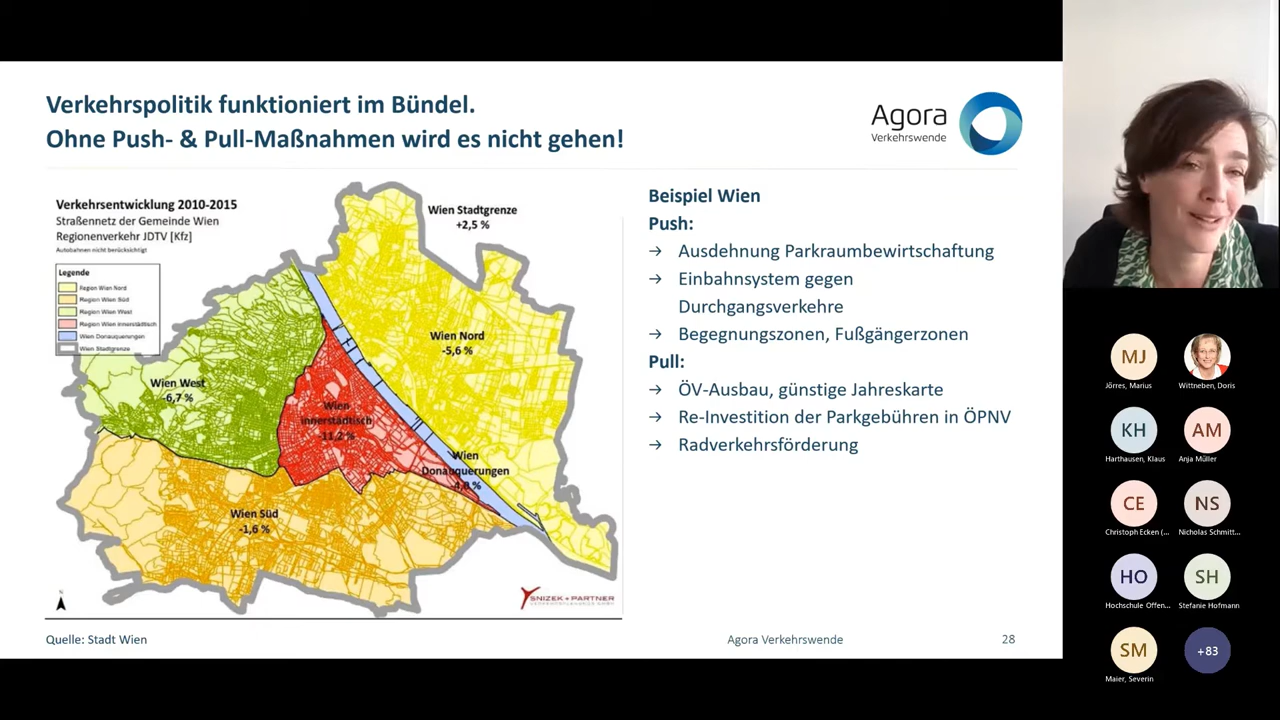 Verkehrspolitik funktioniert im Bündel.
Ohne Push- & Pull-Maßnahmen wird es nicht gehen!
Agora
Verkehrswende
Verkehrsentwicklung 2010-2015
Straßennetz der Gemeinde Wien
Regionenverkehr JDTV [Kfz]
Autobahnen nicht berücksichtigt
Legende
Region Wien Nord
Region Wien Süd
Region Wien West
Region Wien innerstädtisch
Wien Donauquerungen
Wien Stadtgrenze
Wien Stadtgrenze
+2,5 %
Wien Nord
-5,6 %
Wien West
-6,7 %
Wien
innerstädtisch
-11,2 %
Wien
Donauquerungen
Wien Süd
-1,6 %
N
SNIZEK + PARTNER
Quelle: Stadt Wien
Beispiel Wien
Push:
→ Ausdehnung Parkraumbewirtschaftung
→ Einbahnsystem gegen
Durchgangsverkehre
→ Begegnungszonen, Fußgängerzonen
Pull:
→ ÖV-Ausbau, günstige Jahreskarte
→ Re-Investition der Parkgebühren in ÖPNV
→ Radverkehrsförderung
Agora Verkehrswende
28
MJ
Jörres, Marius
Wittneben, Doris
KH
Harthausen, Klaus
AM
Anja Müller
CE
Christoph Ecken (...
NS
Nicholas Schmitt...
HO
Hochschule Offen...
SH
Stefanie Hofmann
SM
Maier, Severin
+83